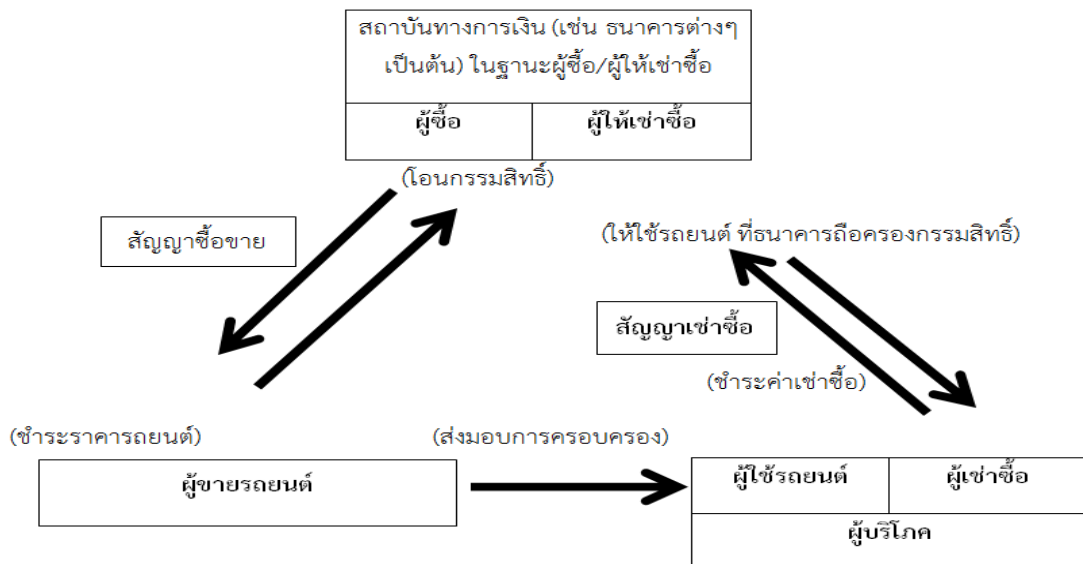 สถาบันทางการเงิน (เช่น ธนาคารต่างๆ
เป็นต้น) ในฐานะผู้ซื้อ/ผู้ให้เช่าซื้อ
ผู้ซื้อ ผู้ให้เช่าซื้อ
(โอนกรรมสิทธิ์)
สัญญาซื้อขาย
(ให้ใช้รถยนต์ ที่ธนาคารถือครองกรรมสิทธิ์)
สัญญาเช่าซื้อ
(ชำระค่าเช่าซื้อ)
(ชำระราคารถยนต์) (ส่งมอบการครอบครอง)
ผู้ขายรถยนต์ ผู้ใช้รถยนต์ ผู้เช่าซื้อ
ผู้บริโภค